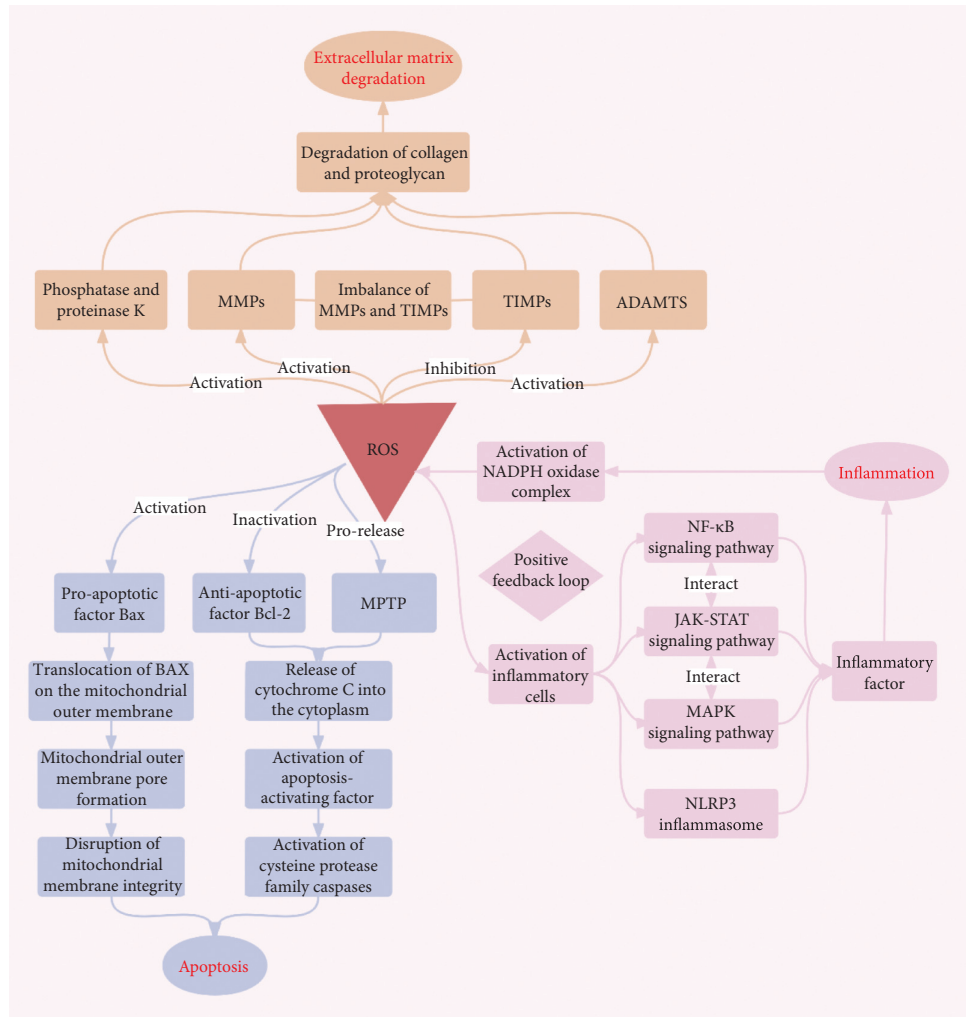 Extracellular matrix
degradation
Degradation of collagen
and proteoglycan
Phosphatase and
proteinase K
MMPs
Imbalance of
MMPs and TIMPs
TIMPs
ADAMTS
Activation
Activation
Inhibition
Activation
ROS
Activation
Inactivation
Pro-release
Pro-apoptotic
factor Bax
Anti-apoptotic
factor Bcl-2
MPTP
Translocation of BAX
on the mitochondrial
outer membrane
Release of
cytochrome C into
the cytoplasm
Mitochondrial outer
membrane pore
formation
Activation of
apoptosis-
activating factor
Disruption of
mitochondrial
membrane integrity
Activation of
cysteine protease
family caspases
Apoptosis
Activation of
NADPH oxidase
complex
Inflammation
Positive
feedback loop
NF-κB
signaling pathway
Interact
JAK-STAT
signaling pathway
Interact
MAPK
signaling pathway
NLRP3
inflammasome
Activation of
inflammatory
cells
Inflammatory
factor